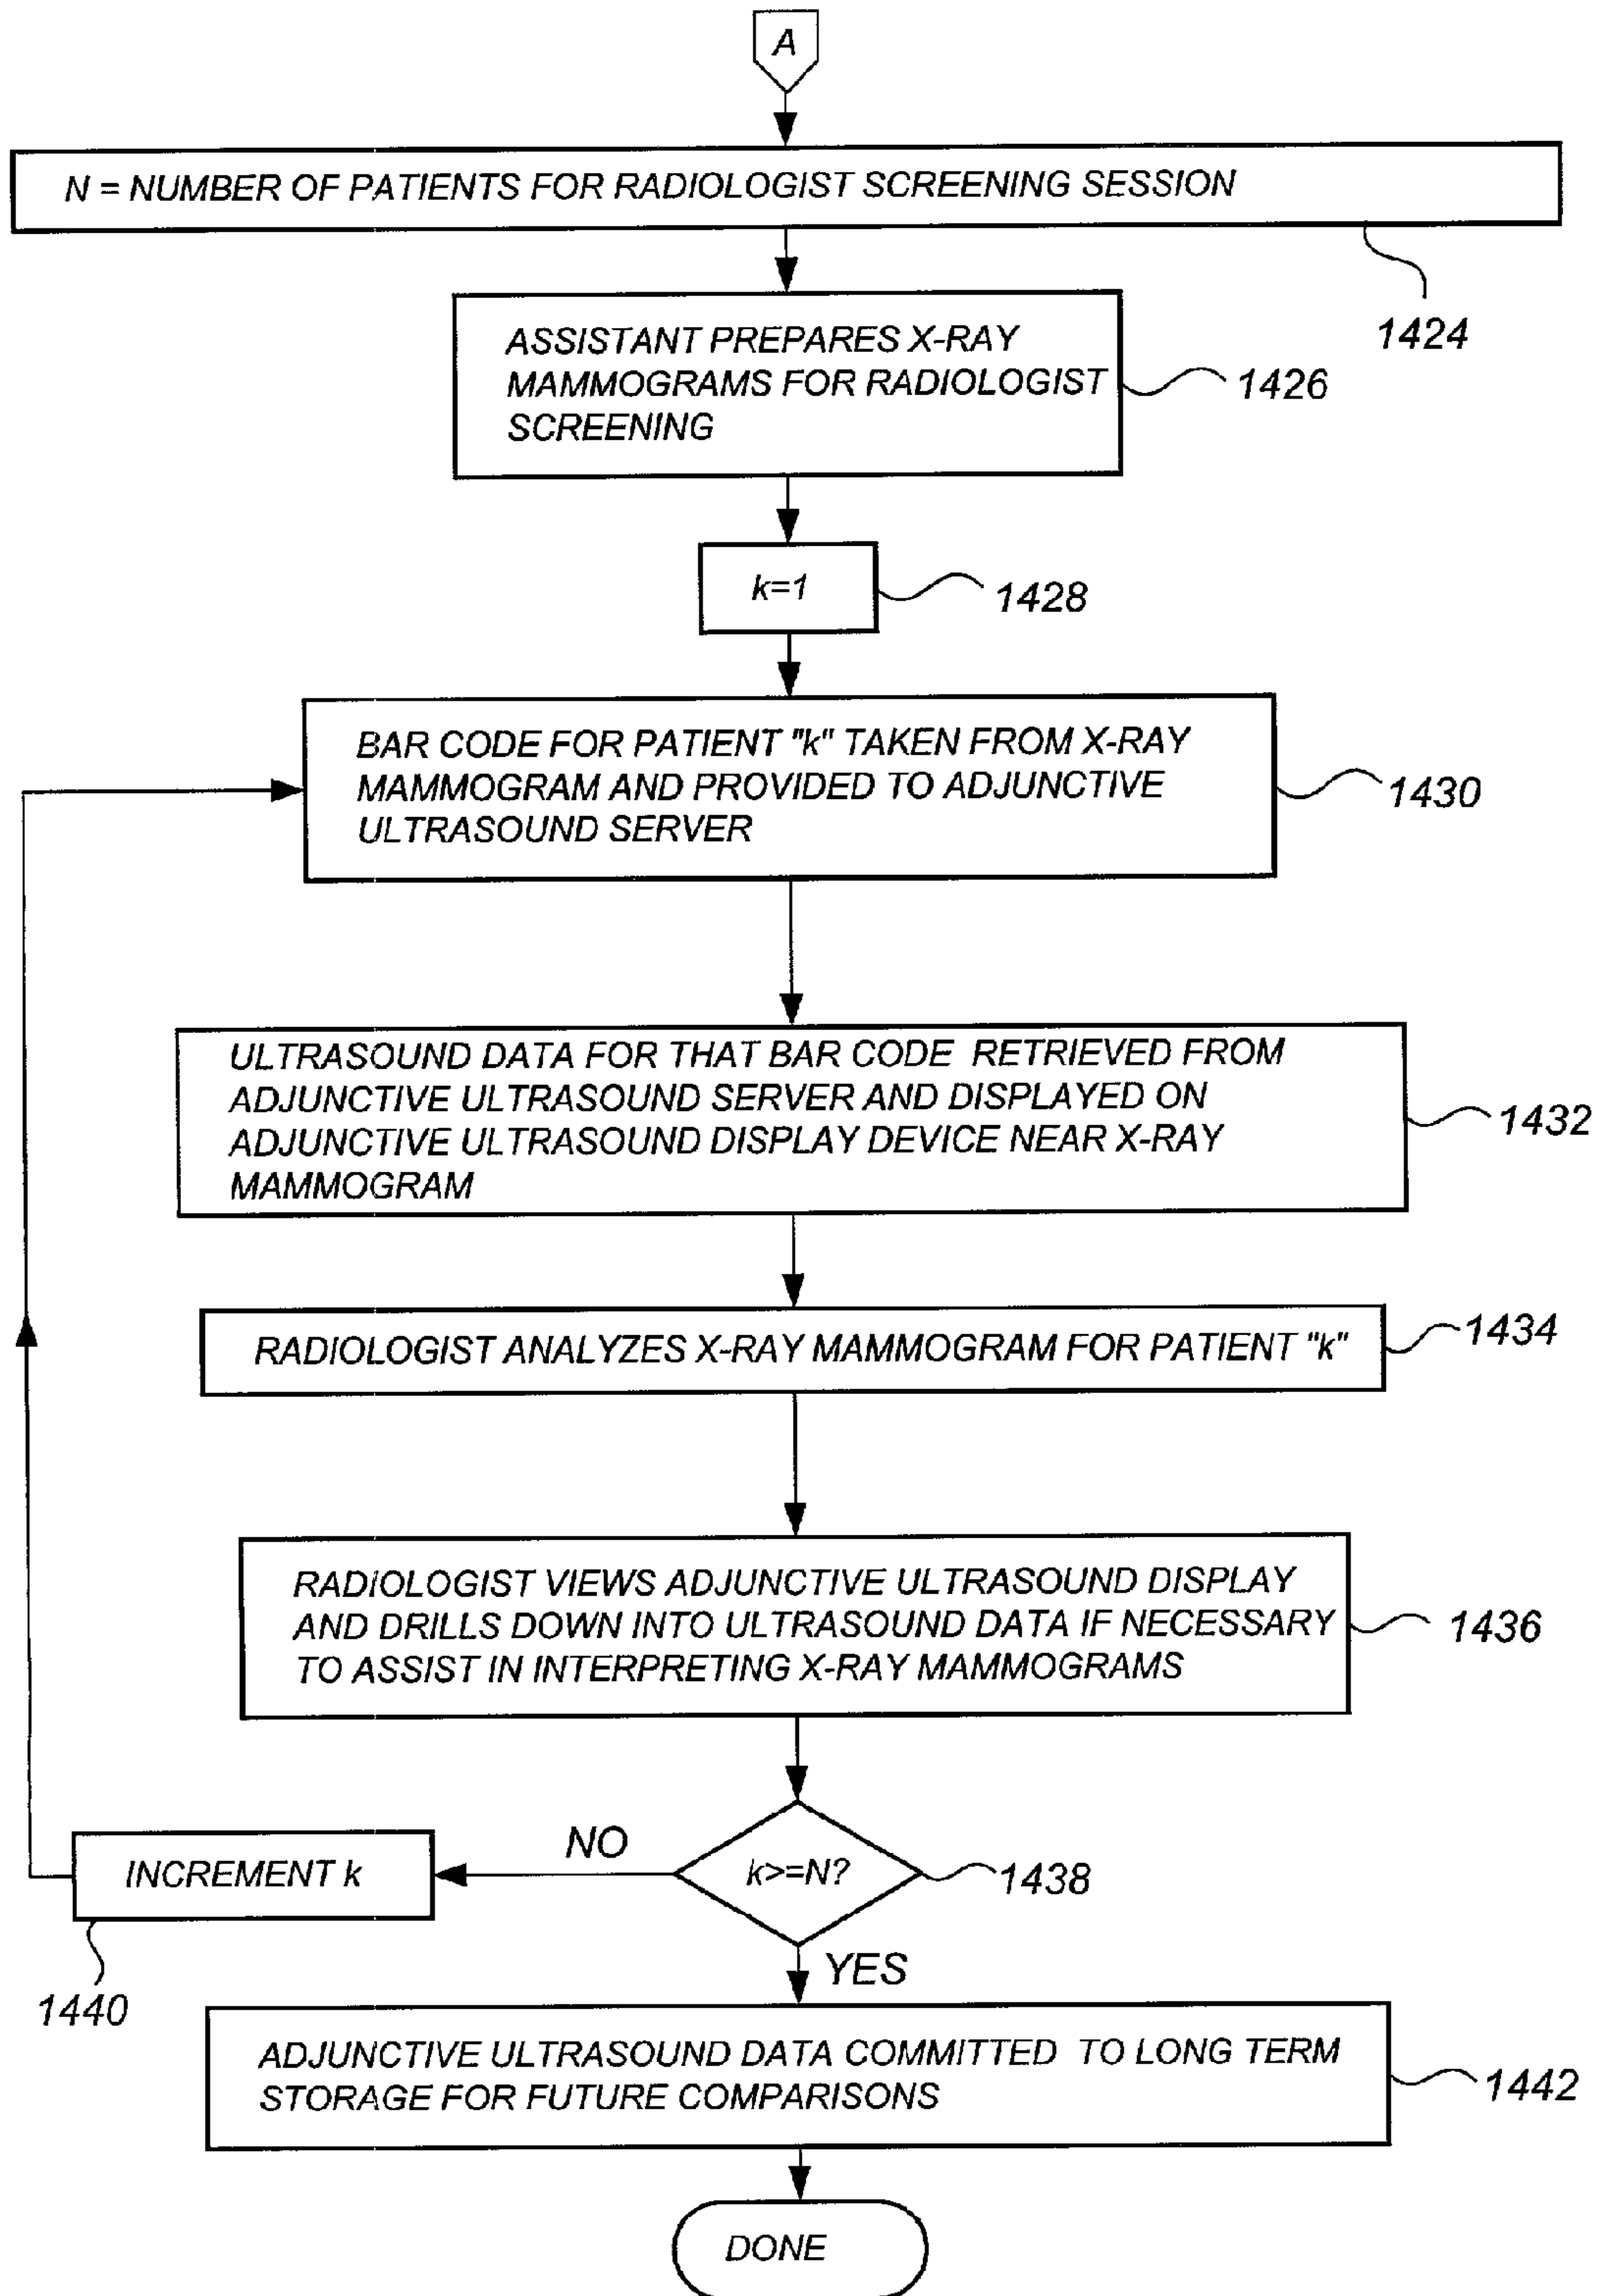 A
N = NUMBER OF PATIENTS FOR RADIOLOGIST SCREENING SESSION
1424
ASSISTANT PREPARES X-RAY
MAMMOGRAMS FOR RADIOLOGIST
SCREENING
1426
k=1
1428
BAR CODE FOR PATIENT "k" TAKEN FROM X-RAY
MAMMOGRAM AND PROVIDED TO ADJUNCTIVE
ULTRASOUND SERVER
1430
ULTRASOUND DATA FOR THAT BAR CODE RETRIEVED FROM
ADJUNCTIVE ULTRASOUND SERVER AND DISPLAYED ON
ADJUNCTIVE ULTRASOUND DISPLAY DEVICE NEAR X-RAY
MAMMOGRAM
1432
RADIOLOGIST ANALYZES X-RAY MAMMOGRAM FOR PATIENT "k"
1434
RADIOLOGIST VIEWS ADJUNCTIVE ULTRASOUND DISPLAY
AND DRILLS DOWN INTO ULTRASOUND DATA IF NECESSARY
TO ASSIST IN INTERPRETING X-RAY MAMMOGRAMS
1436
k>=N?
1438
NO
INCREMENT k
1440
YES
ADJUNCTIVE ULTRASOUND DATA COMMITTED TO LONG TERM
STORAGE FOR FUTURE COMPARISONS
1442
DONE